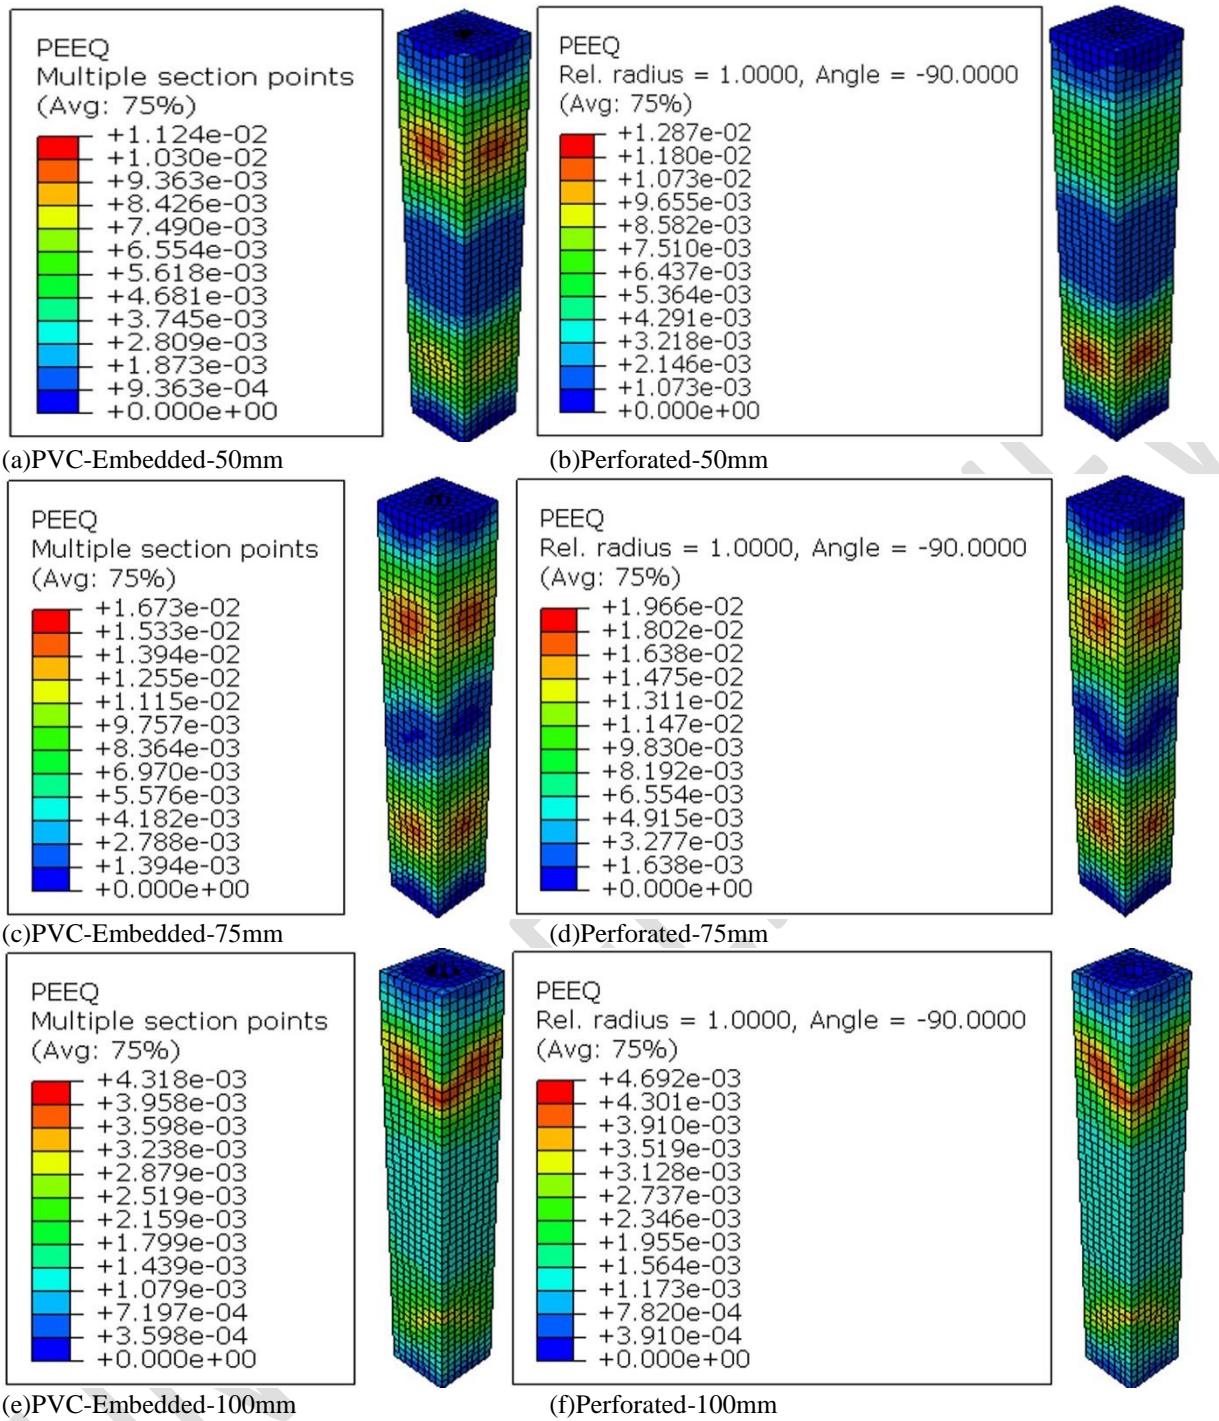 PEEQ
Multiple section points
(Avg: 75%)
+1.124e-02
+1.030e-02
+9.363e-03
+8.426e-03
+7.490e-03
+6.554e-03
+5.618e-03
+4.681e-03
+3.745e-03
+2.809e-03
+1.873e-03
+9.363e-04
+0.000e+00
(a)PVC-Embedded-50mm
PEEQ
Rel. radius = 1.0000, Angle = -90.0000
(Avg: 75%)
+1.287e-02
+1.180e-02
+1.073e-02
+9.655e-03
+8.582e-03
+7.510e-03
+6.437e-03
+5.364e-03
+4.291e-03
+3.218e-03
+2.146e-03
+1.073e-03
+0.000e+00
(b)Perforated-50mm
PEEQ
Multiple section points
(Avg: 75%)
+1.673e-02
+1.533e-02
+1.394e-02
+1.255e-02
+1.115e-02
+9.757e-03
+8.364e-03
+6.970e-03
+5.576e-03
+4.182e-03
+2.788e-03
+1.394e-03
+0.000e+00
(c)PVC-Embedded-75mm
PEEQ
Rel. radius = 1.0000, Angle = -90.0000
(Avg: 75%)
+1.966e-02
+1.802e-02
+1.638e-02
+1.475e-02
+1.311e-02
+1.147e-02
+9.830e-03
+8.192e-03
+6.554e-03
+4.915e-03
+3.277e-03
+1.638e-03
+0.000e+00
(d)Perforated-75mm
PEEQ
Multiple section points
(Avg: 75%)
+4.318e-03
+3.958e-03
+3.598e-03
+3.238e-03
+2.879e-03
+2.519e-03
+2.159e-03
+1.799e-03
+1.439e-03
+1.079e-03
+7.197e-04
+3.598e-04
+0.000e+00
(e)PVC-Embedded-100mm
PEEQ
Rel. radius = 1.0000, Angle = -90.0000
(Avg: 75%)
+4.692e-03
+4.301e-03
+3.910e-03
+3.519e-03
+3.128e-03
+2.737e-03
+2.346e-03
+1.955e-03
+1.564e-03
+1.173e-03
+7.820e-04
+3.910e-04
+0.000e+00
(f)Perforated-100mm